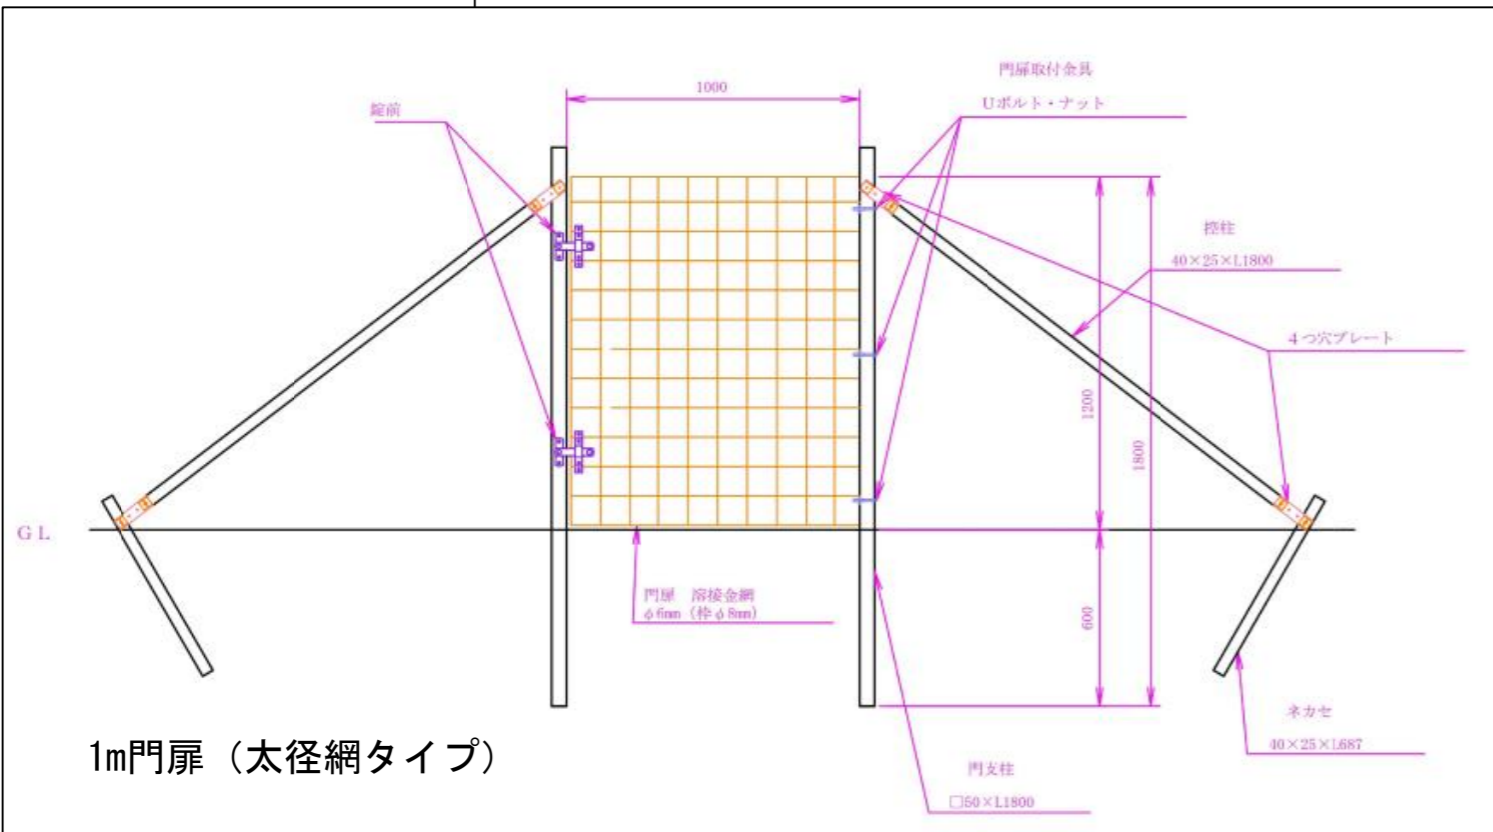 門扉取付金具
Uボルト・ナット
1000
錠前
控柱
40×25×L1800
4つ穴プレート
1200
1800
GL
門扉 溶接金網
φ6mm (枠φ8mm)
600
ネカセ
40×25×L687
1m門扉（太径網タイプ）
門支柱
□50×L1800